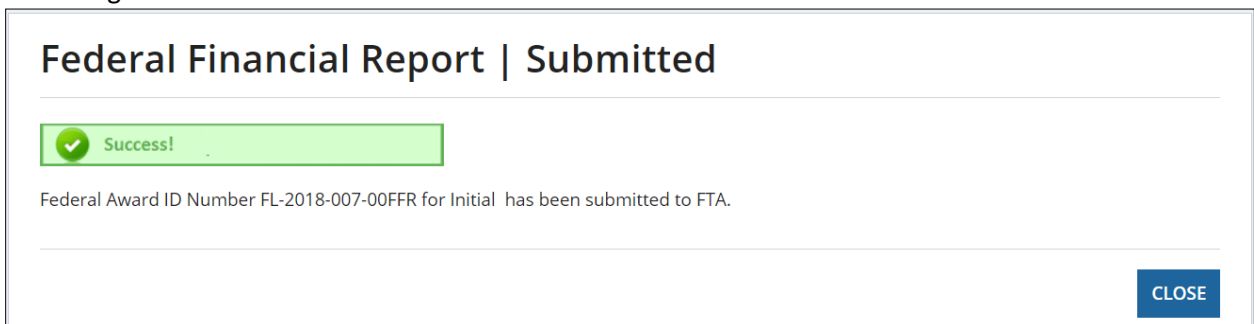 Federal Financial Report | Submitted
Success!
Federal Award ID Number FL-2018-007-00FFR for Initial has been submitted to FTA.
CLOSE